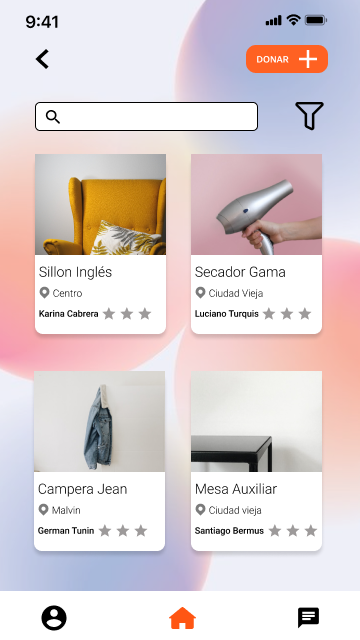 9:41
DONAR
Sillon Inglés
Centro
Karina Cabrera
Secador Gama
Ciudad Vieja
Luciano Turquis
Campera Jean
Malvin
German Tunin
Mesa Auxiliar
Ciudad vieja
Santiago Bermus